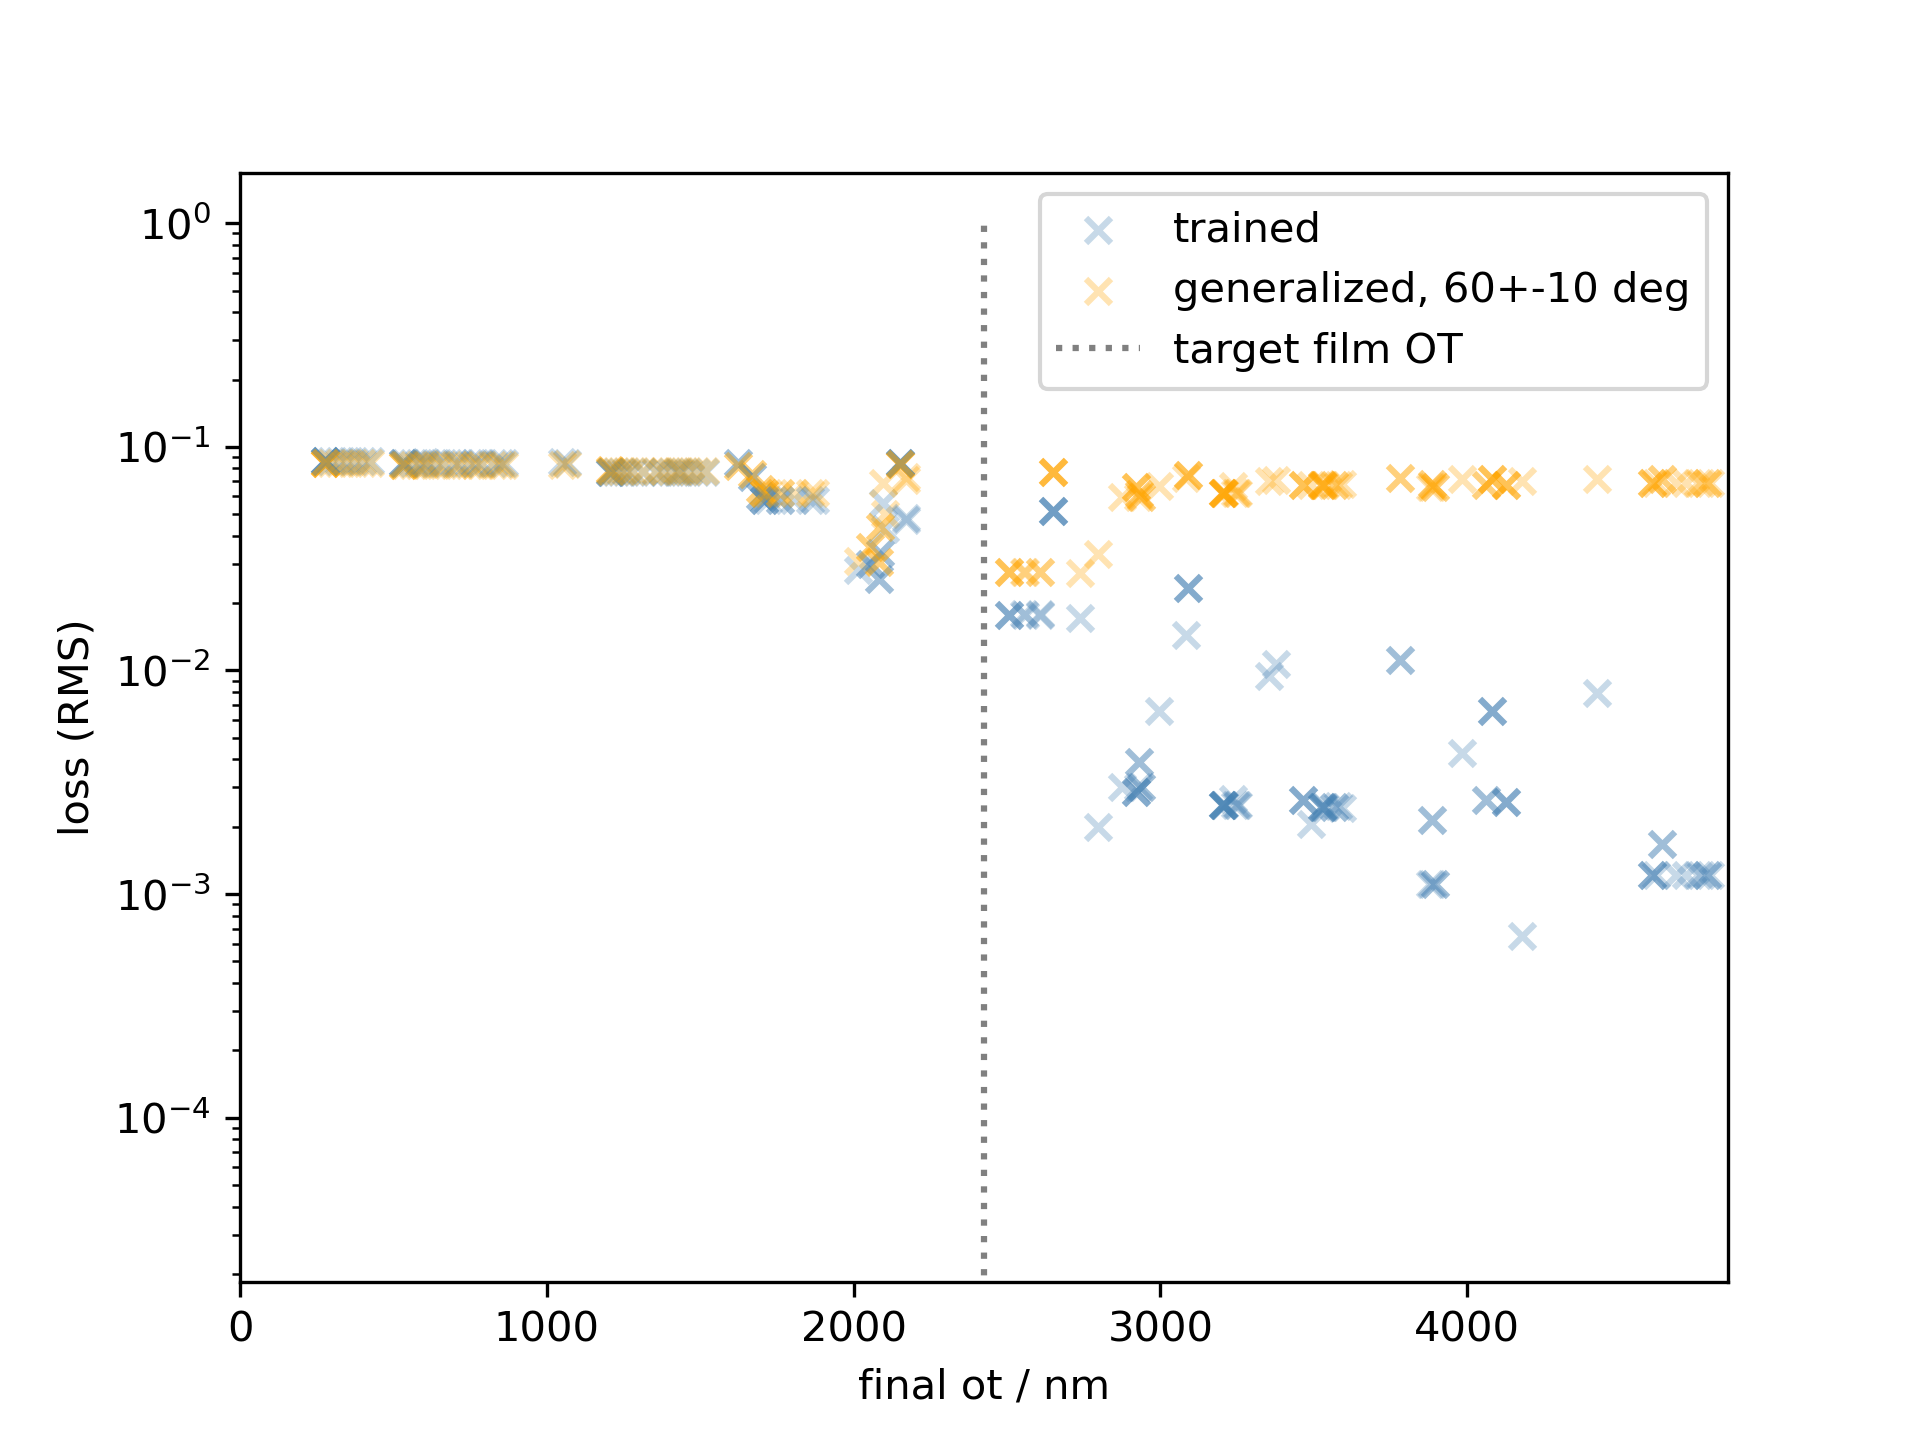 trained
generalized, 60+-10 deg
target film OT
10⁰
10⁻¹
10⁻²
10⁻³
10⁻⁴
loss (RMS)
0 1000 2000 3000 4000
final ot / nm